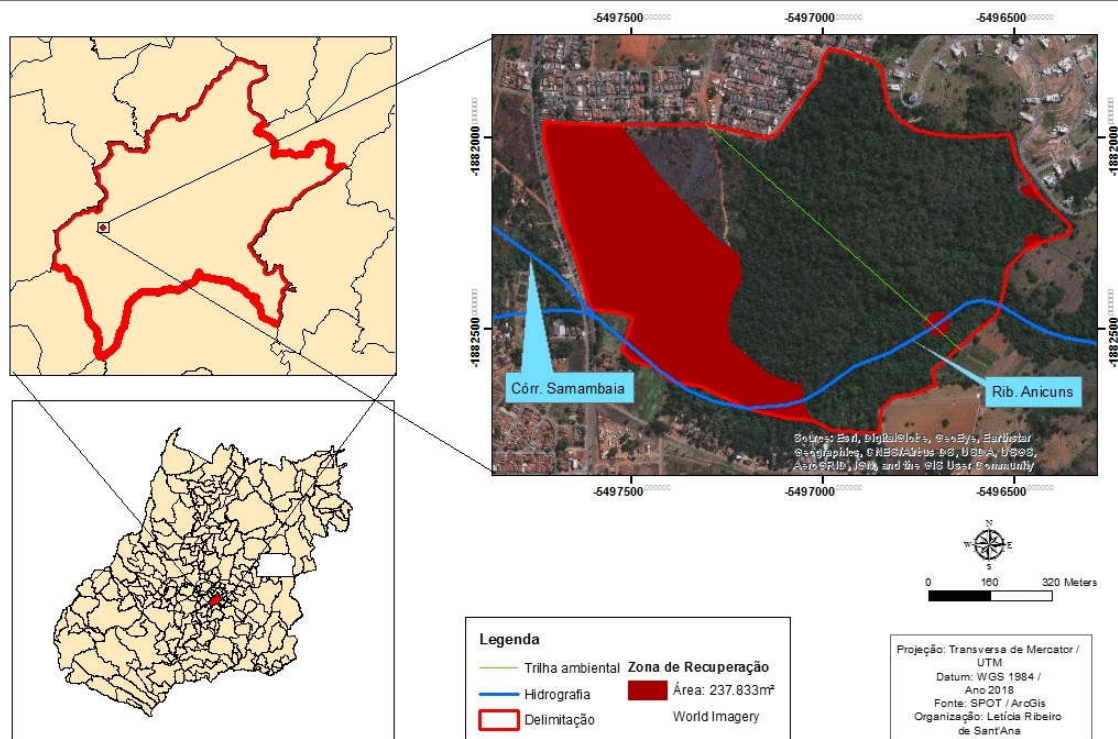 -5497500
-5497000
-5496500
-1882000
-1882000
-1882500
-1882500
Córr. Samambaia
Rib. Anicuns
Source: Esri, DigitalGlobe, GeoEye, Earthstar
Geographics, CNES/Airbus DS, USDA, USGS,
AeroGRID, IGN, and the GIS User Community
-5497500
-5497000
-5496500
N
W E
S
0 160 320 Meters
Legenda
Trilha ambiental Zona de Recuperação
Hidrografia Área: 237.833m²
Delimitação World Imagery
Projeção: Transversa de Mercator /
UTM
Datum: WGS 1984 /
Ano 2018
Fonte: SPOT / ArcGis
Organização: Letícia Ribeiro
de Sant'Ana